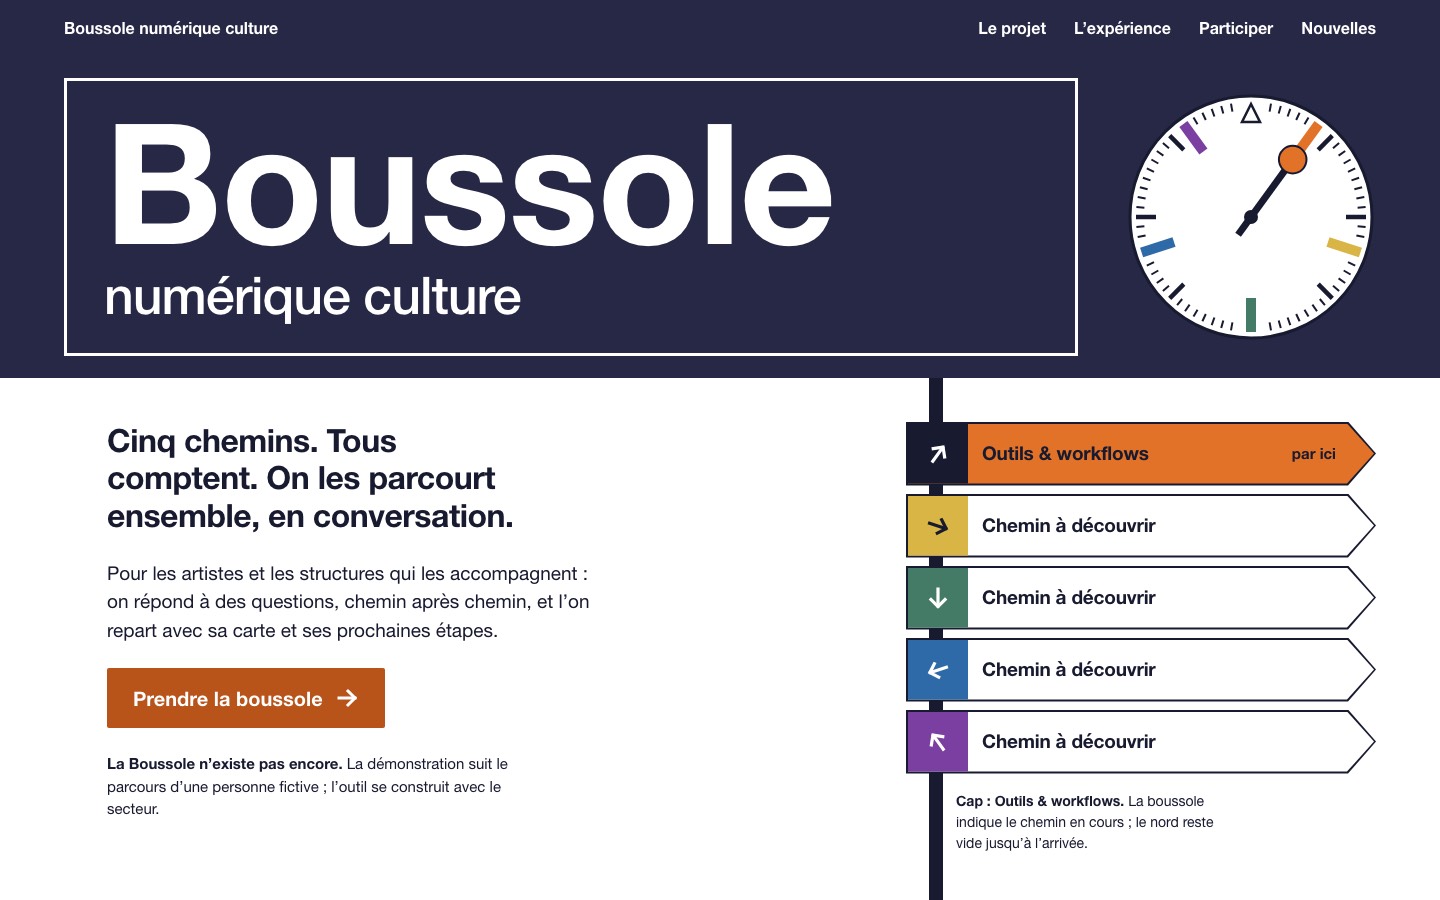 Boussole numérique culture
Le projet
L’expérience
Participer
Nouvelles
Boussole
numérique culture
Cinq chemins. Tous
comptent. On les parcourt
ensemble, en conversation.
Pour les artistes et les structures qui les accompagnent :
on répond à des questions, chemin après chemin, et l’on
repart avec sa carte et ses prochaines étapes.
Prendre la boussole
La Boussole n’existe pas encore. La démonstration suit le
parcours d’une personne fictive ; l’outil se construit avec le
secteur.
Outils & workflows
par ici
Chemin à découvrir
Chemin à découvrir
Chemin à découvrir
Chemin à découvrir
Cap : Outils & workflows. La boussole
indique le chemin en cours ; le nord reste
vide jusqu’à l’arrivée.